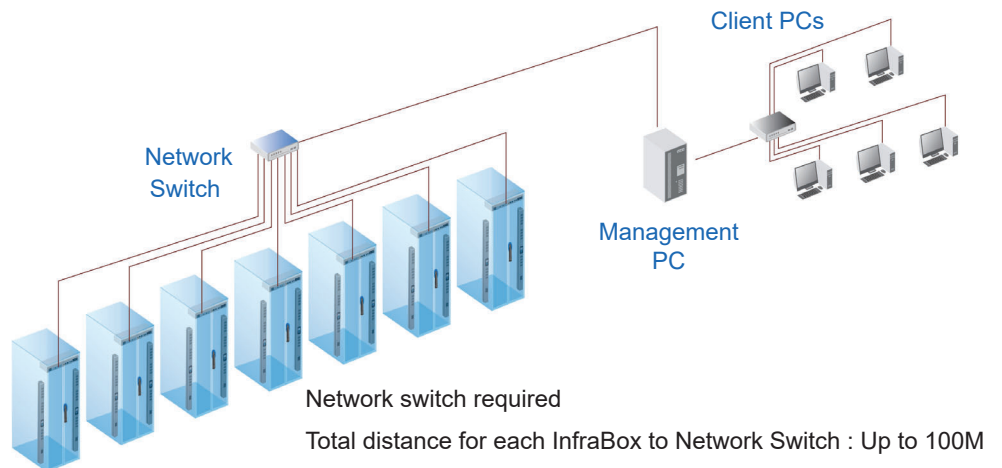 Client PCs
Network
Switch
Management
PC
Network switch required
Total distance for each InfraBox to Network Switch : Up to 100M